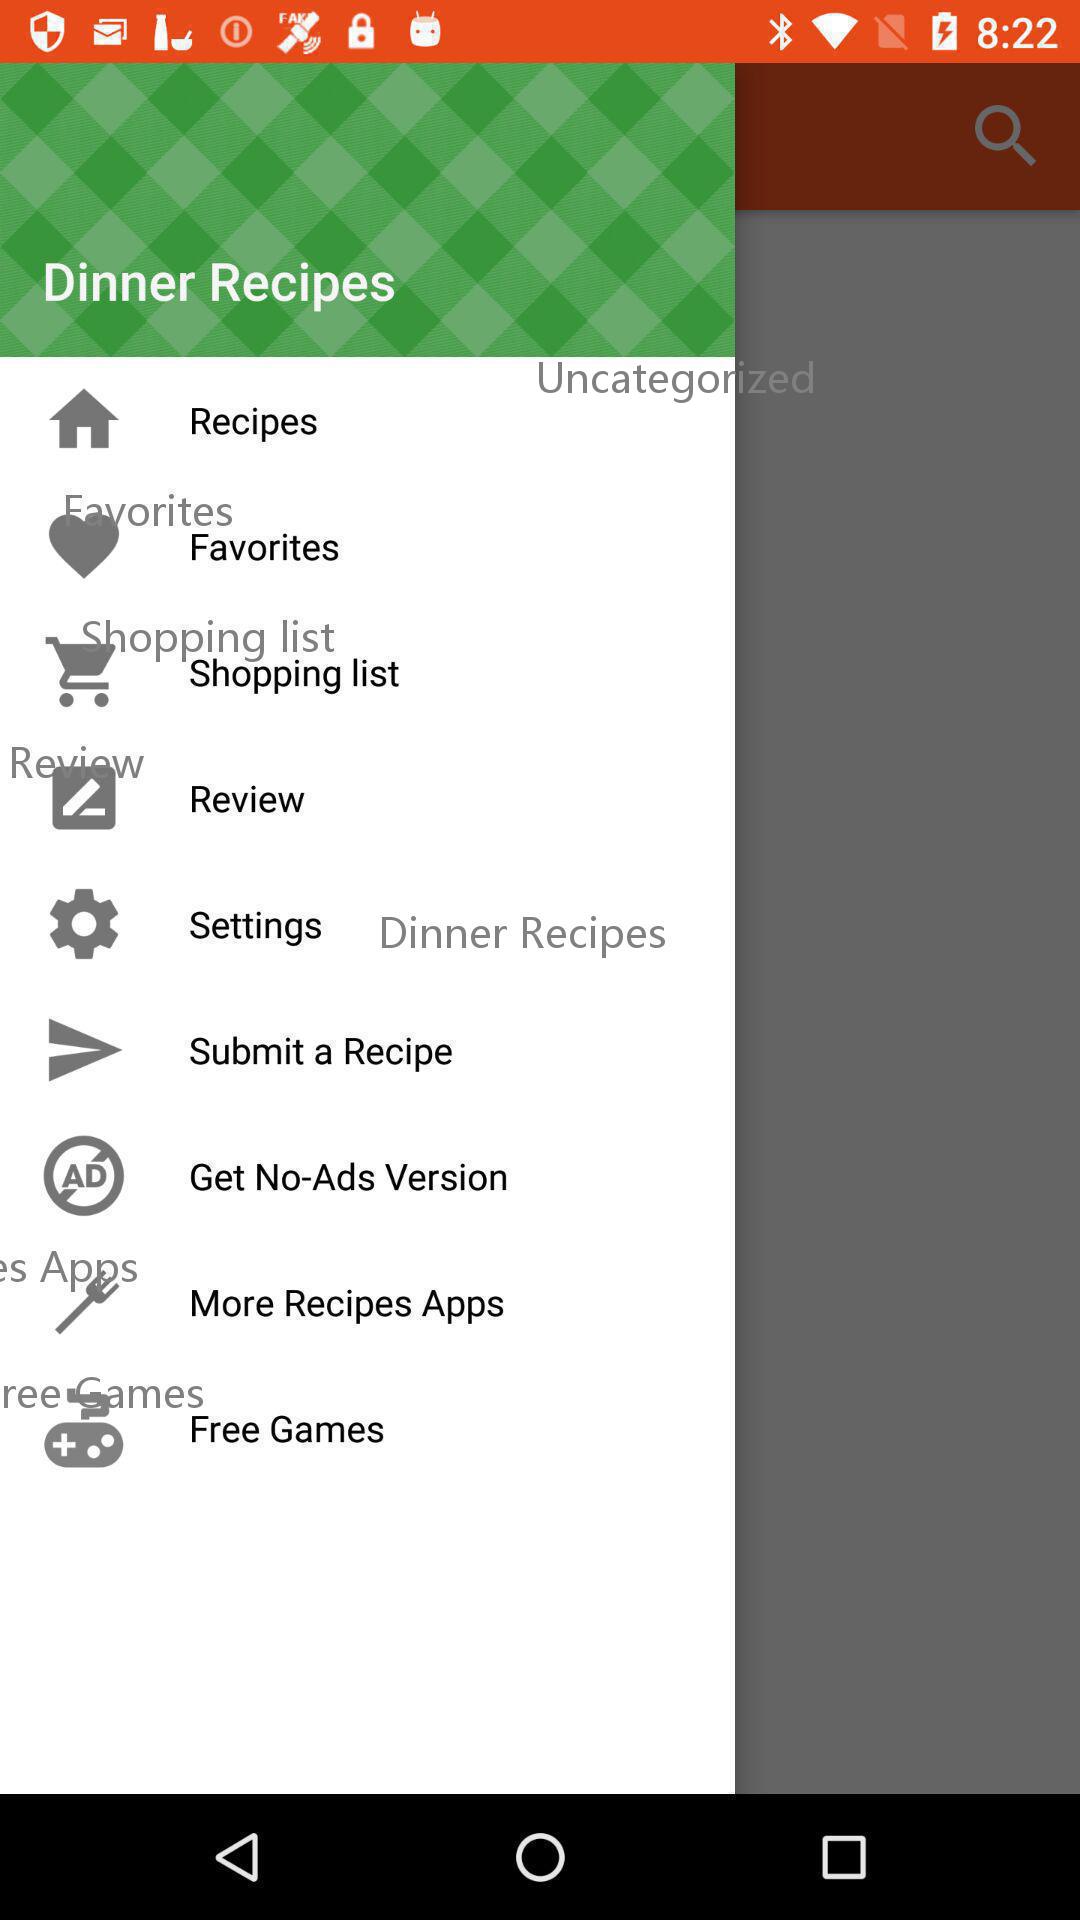 FAKE
8:22
Dinner Recipes
Uncategorized
Recipes
Favorites
Favorites
Shopping list
Shopping list
Review
Review
Settings
Dinner Recipes
Submit a Recipe
AD
Get No-Ads Version
es Apps
More Recipes Apps
ree Games
Free Games